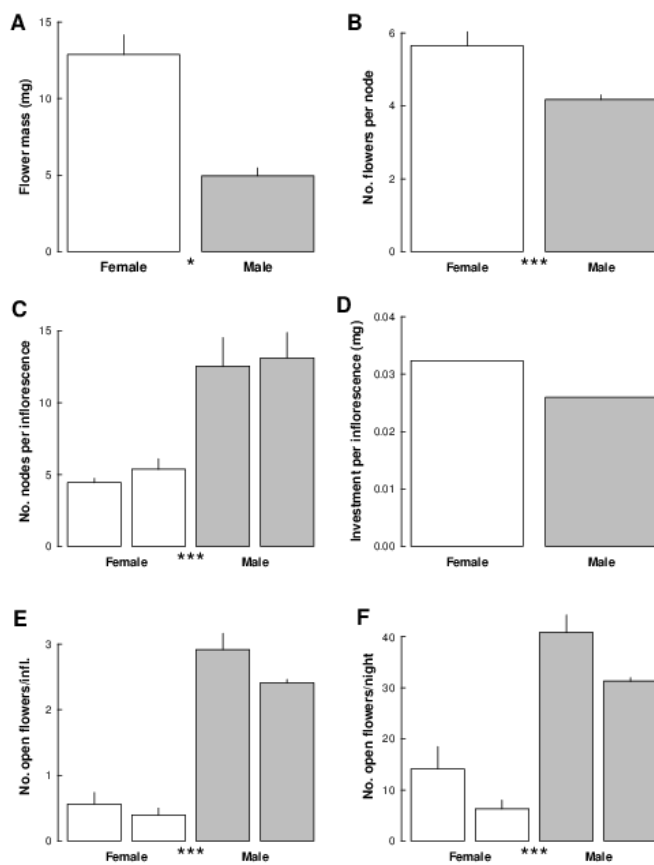 A
Flower mass (mg)
15
10
5
0
Female * Male
B
No. flowers per node
6
4
2
0
Female *** Male
C
No. nodes per inflorescence
15
10
5
0
Female *** Male
D
Investment per inflorescence (mg)
0.04
0.03
0.02
0.01
0.00
Female Male
E
No. open flowers/infl.
3
2
1
0
Female *** Male
F
No. open flowers/night
40
30
20
10
0
Female *** Male